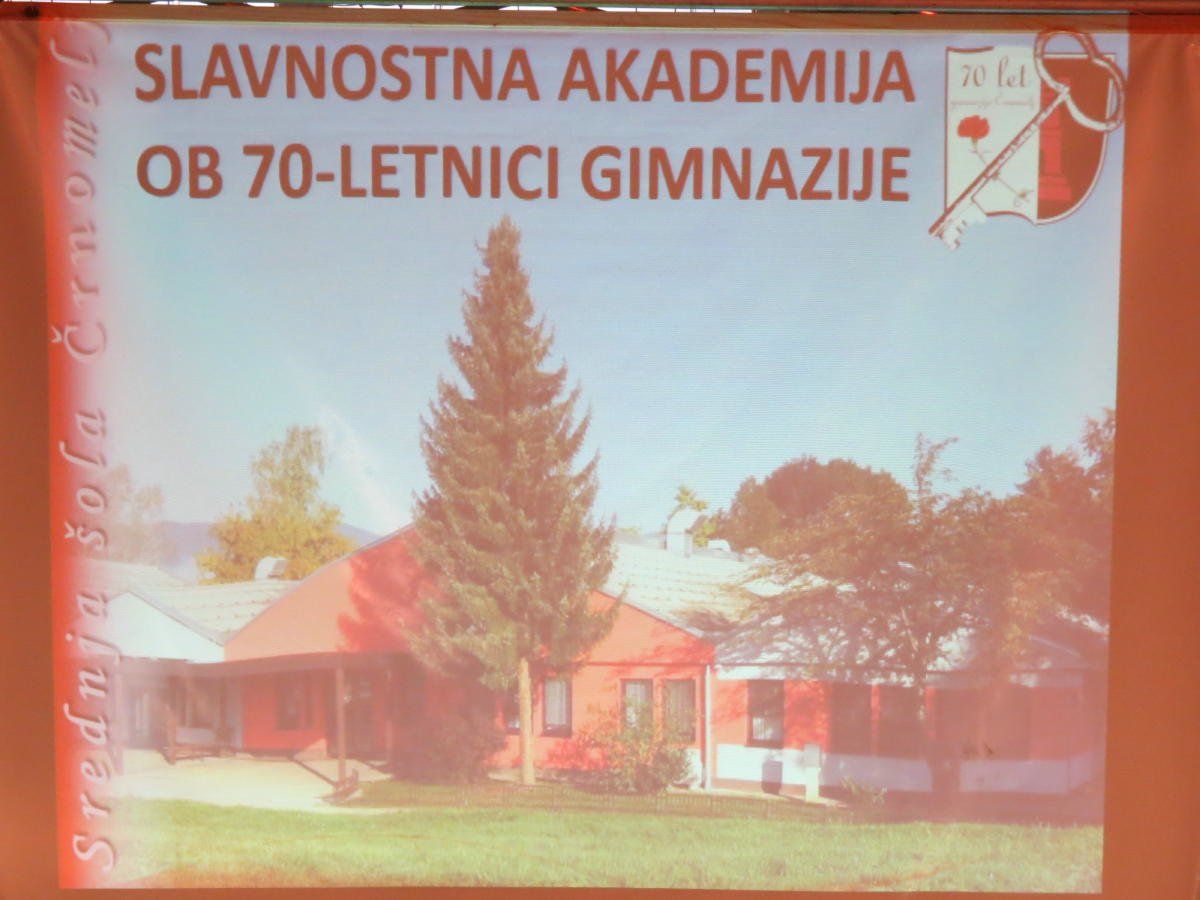 SLAVNOSTNA AKADEMIJA
OB 70-LETNICI GIMNAZIJE
70 let
Srednja šola Črnomelj